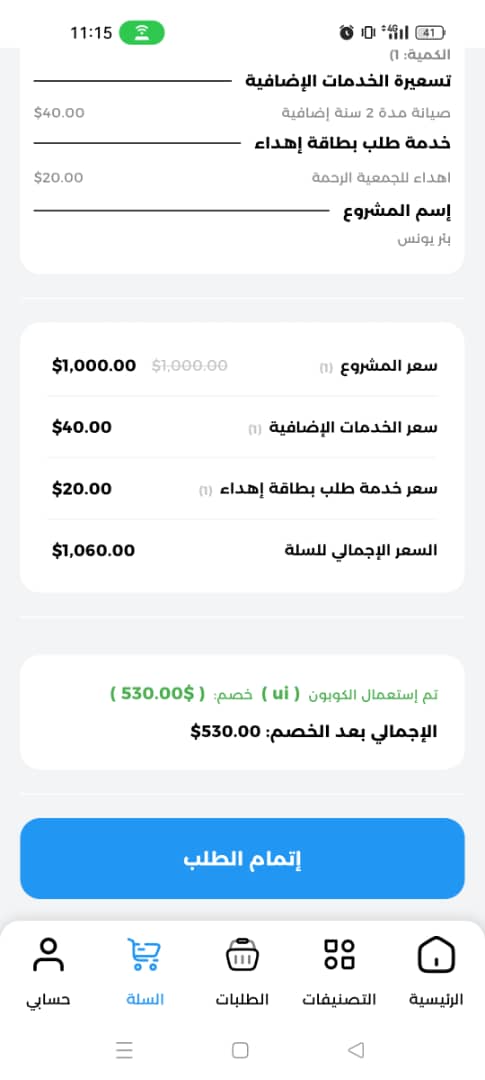 11:15
4G
41
الكمية: 1)
تسعيرة الخدمات الإضافية
صيانة مدة 2 سنة إضافية $40.00
خدمة طلب بطاقة إهداء
اهداء للجمعية الرحمة $20.00
إسم المشروع
بئر يونس
سعر المشروع (1) $1,000.00 $1,000.00
سعر الخدمات الإضافية (1) $40.00
سعر خدمة طلب بطاقة إهداء (1) $20.00
السعر الإجمالي للسلة $1,060.00
تم إستعمال الكوبون ( ui ) خصم: ( 530.00$ )
الإجمالي بعد الخصم: 530.00$
إتمام الطلب
الرئيسية التصنيفات الطلبات السلة حسابي